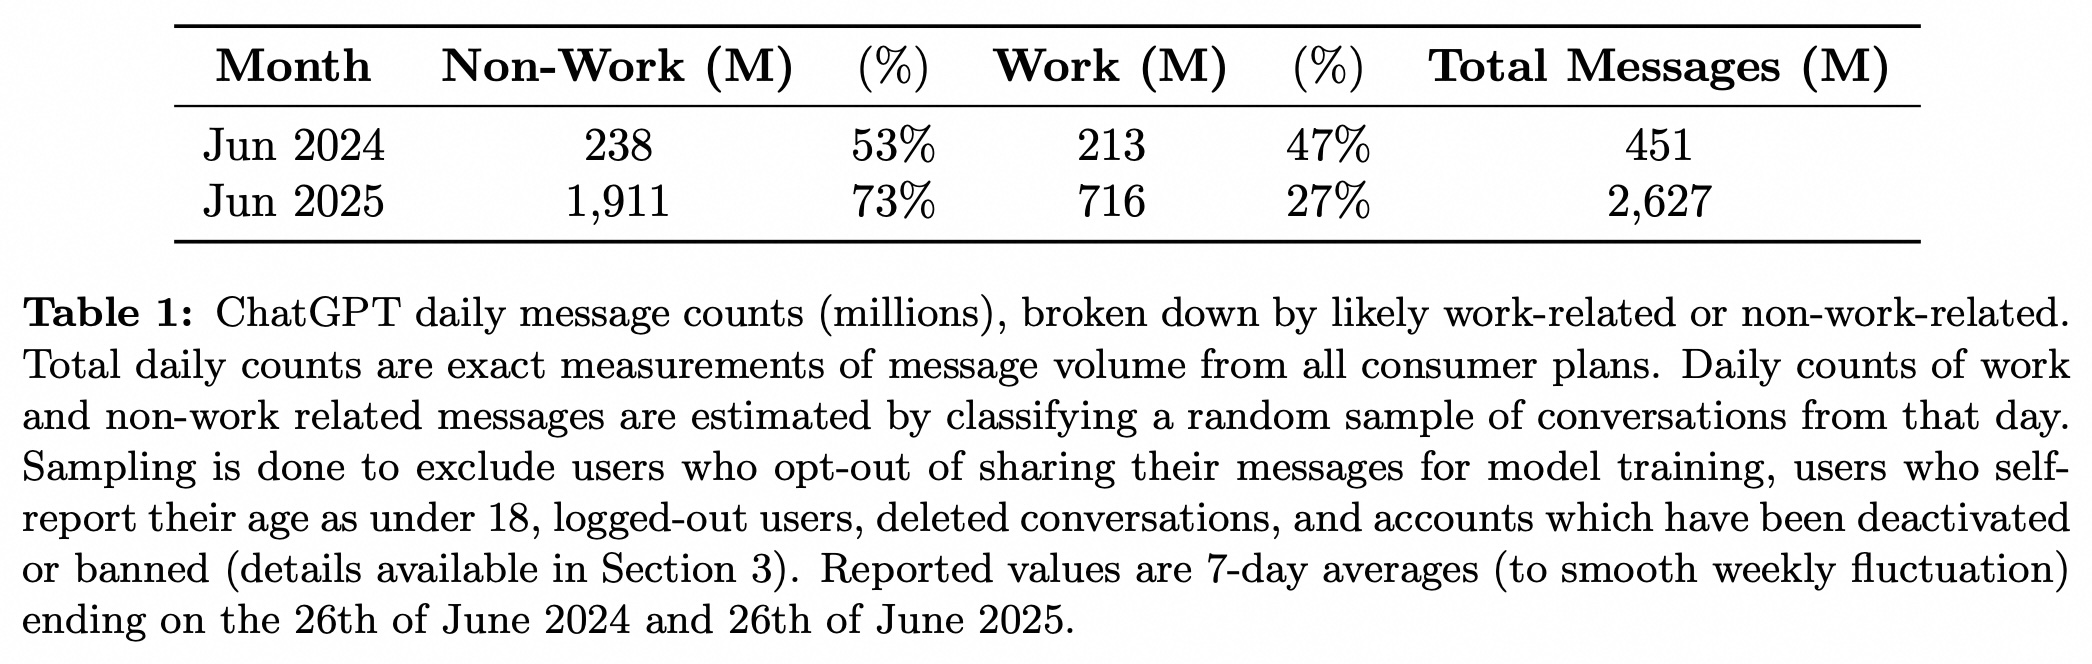 Month Non-Work (M) (%) Work (M) (%) Total Messages (M)
Jun 2024 238 53% 213 47% 451
Jun 2025 1,911 73% 716 27% 2,627
Table 1: ChatGPT daily message counts (millions), broken down by likely work-related or non-work-related.
Total daily counts are exact measurements of message volume from all consumer plans. Daily counts of work
and non-work related messages are estimated by classifying a random sample of conversations from that day.
Sampling is done to exclude users who opt-out of sharing their messages for model training, users who self-
report their age as under 18, logged-out users, deleted conversations, and accounts which have been deactivated
or banned (details available in Section 3). Reported values are 7-day averages (to smooth weekly fluctuation)
ending on the 26th of June 2024 and 26th of June 2025.